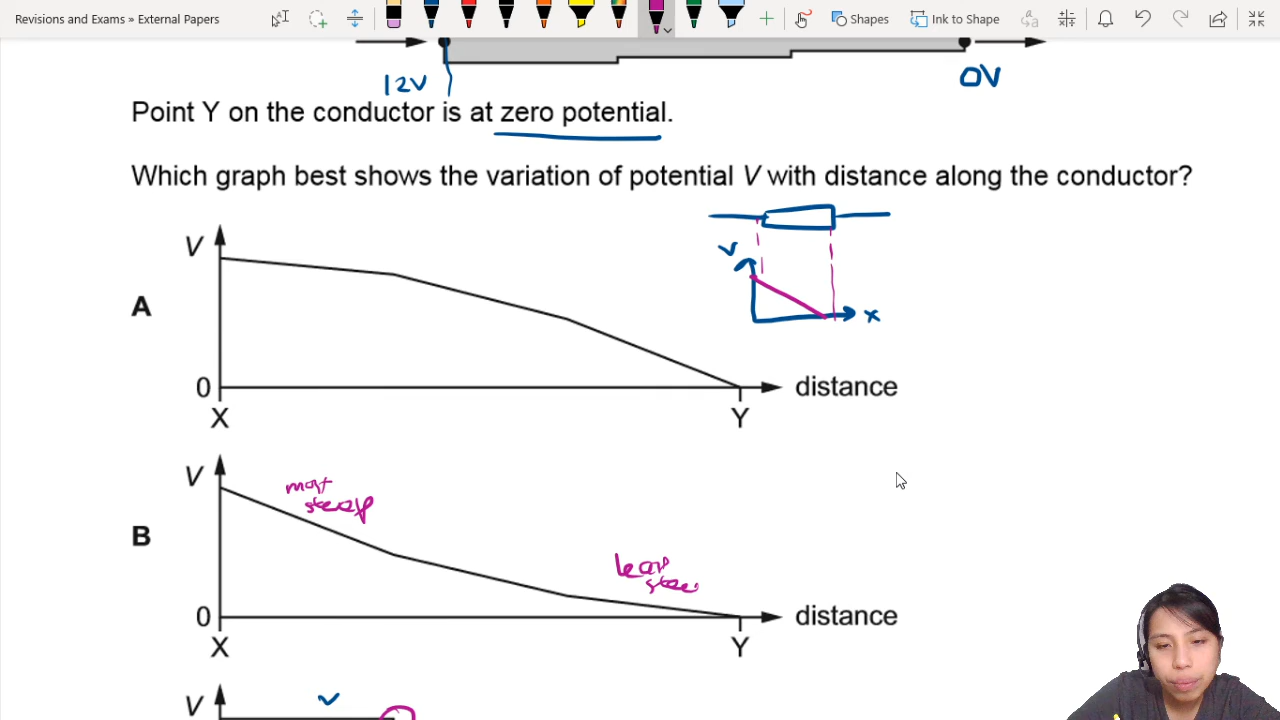 Revisions and Exams » External Papers
Shapes
Ink to Shape
12V
0V
Point Y on the conductor is at zero potential.
Which graph best shows the variation of potential V with distance along the conductor?
V
x
A
V
0
X
Y
distance
B
V
most
steep
least
0
X
Y
distance
V